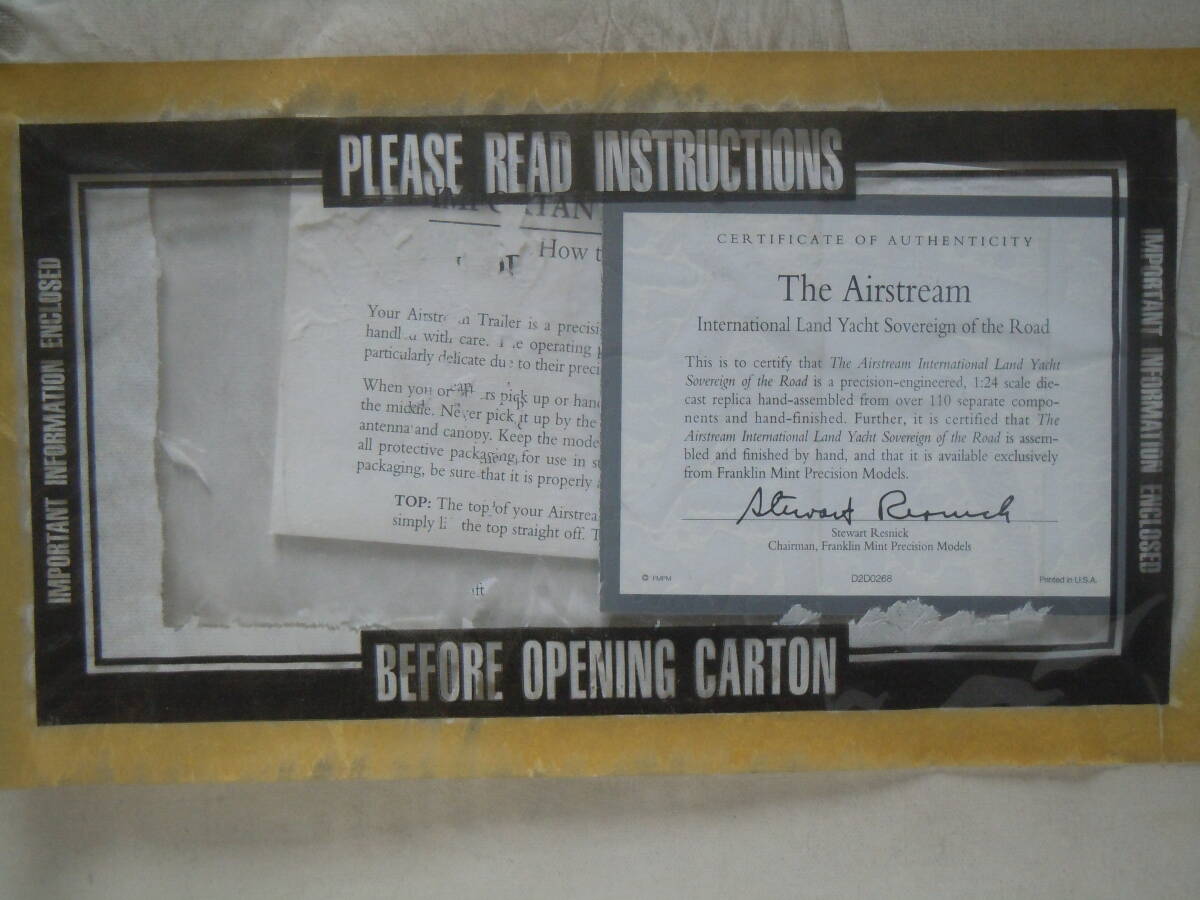 PLEASE READ INSTRUCTIONS
IMPORTANT INFORMATION ENCLOSED
How t
Your Airstr n Trailer is a precisi
handl with care. operating
particularly delicate du to their preci
When you or rs pick up or han
the middle. Never pick it up by the
antenna and canopy. Keep the mode
all protective packaging for use in
packaging, be sure that it is properly
TOP: The top of your Airstrea
simply li the top straight off.
CERTIFICATE OF AUTHENTICITY
The Airstream
International Land Yacht Sovereign of the Road
This is to certify that The Airstream International Land Yacht
Sovereign of the Road is a precision-engineered, 1:24 scale die-
cast replica hand-assembled from over 110 separate compo-
nents and hand-finished. Further, it is certified that The
Airstream International Land Yacht Sovereign of the Road is assem-
bled and finished by hand, and that it is available exclusively
from Franklin Mint Precision Models.
Stewart Resnick
Stewart Resnick
Chairman, Franklin Mint Precision Models
© FMPM D2D0268 Printed in U.S.A.
IMPORTANT INFORMATION ENCLOSED
BEFORE OPENING CARTON